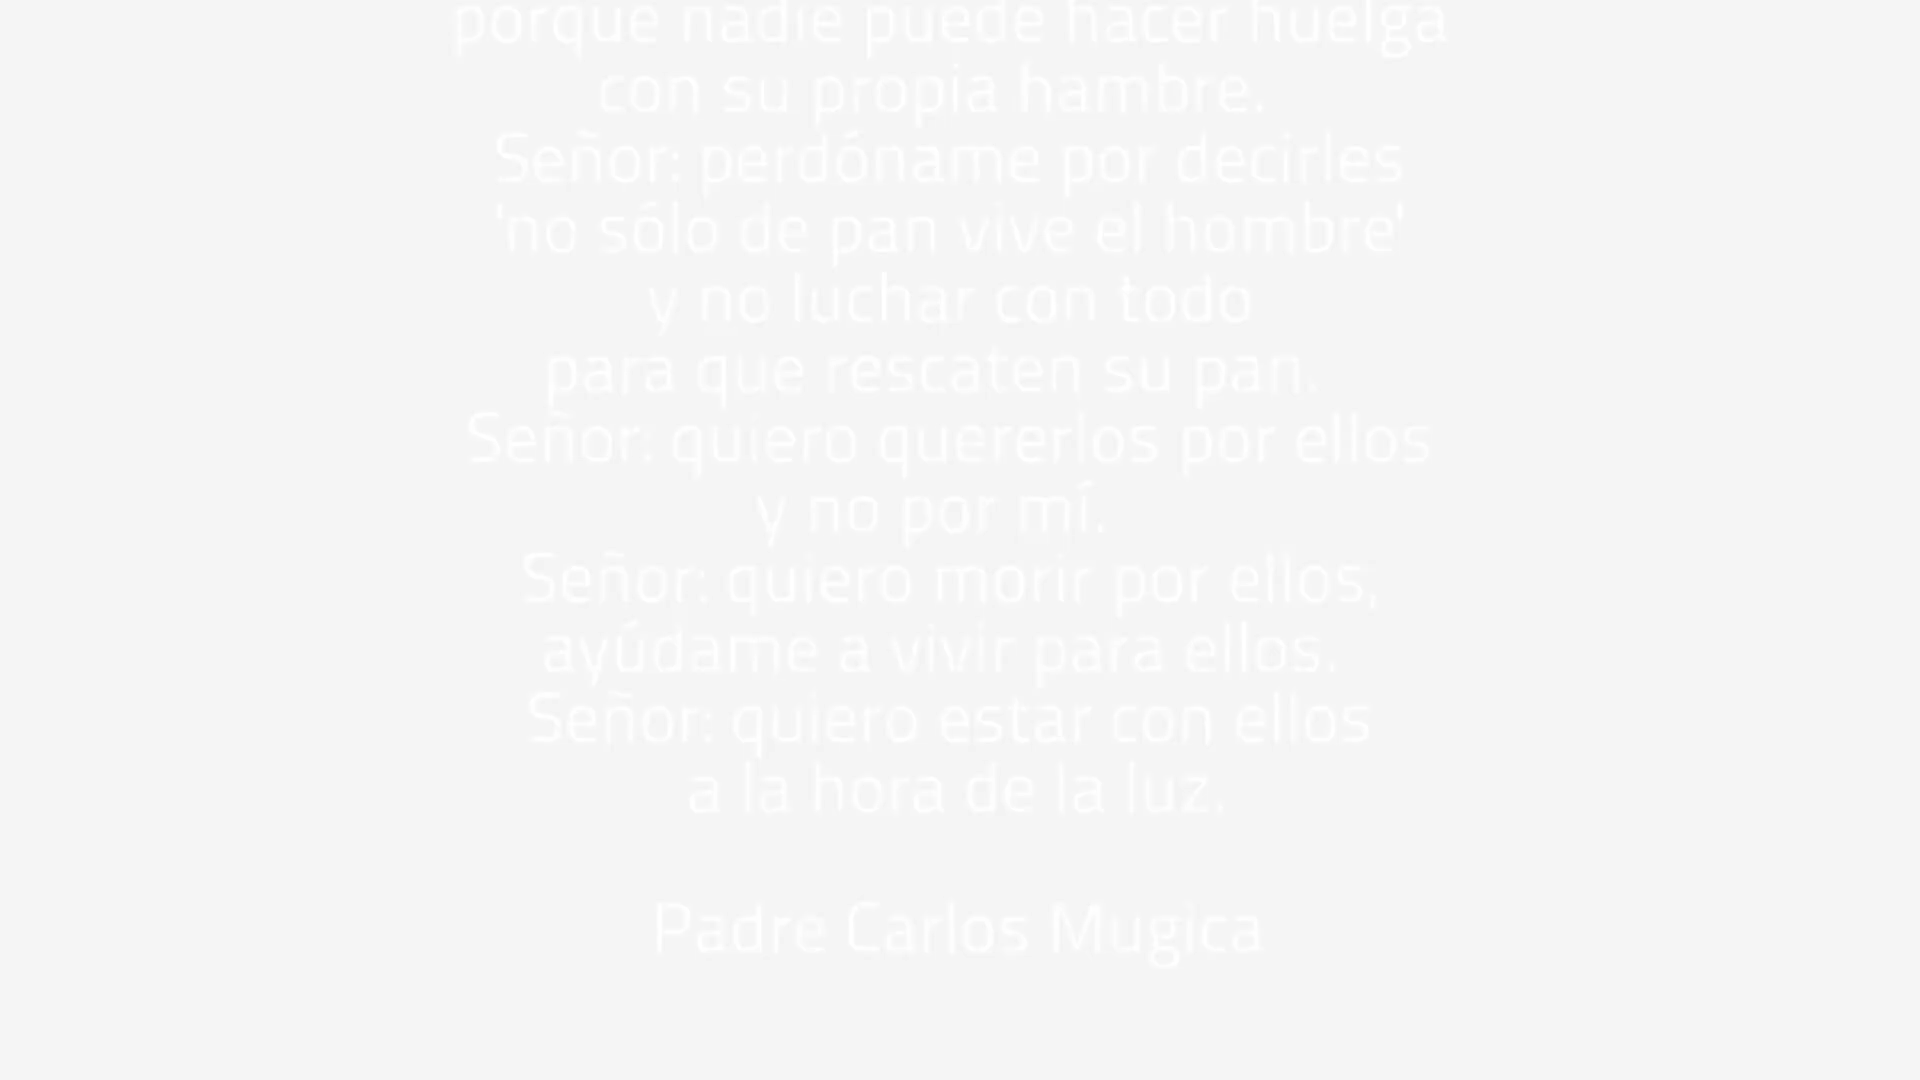 porque nadie puede hacer huelga
con su propia hambre.
Señor: perdóname por decirles
'no sólo de pan vive el hombre'
y no luchar con todo
para que rescaten su pan.
Señor: quiero quererlos por ellos
y no por mí.
Señor: quiero morir por ellos;
ayúdame a vivir para ellos.
Señor: quiero estar con ellos
a la hora de la luz.
Padre Carlos Mugica